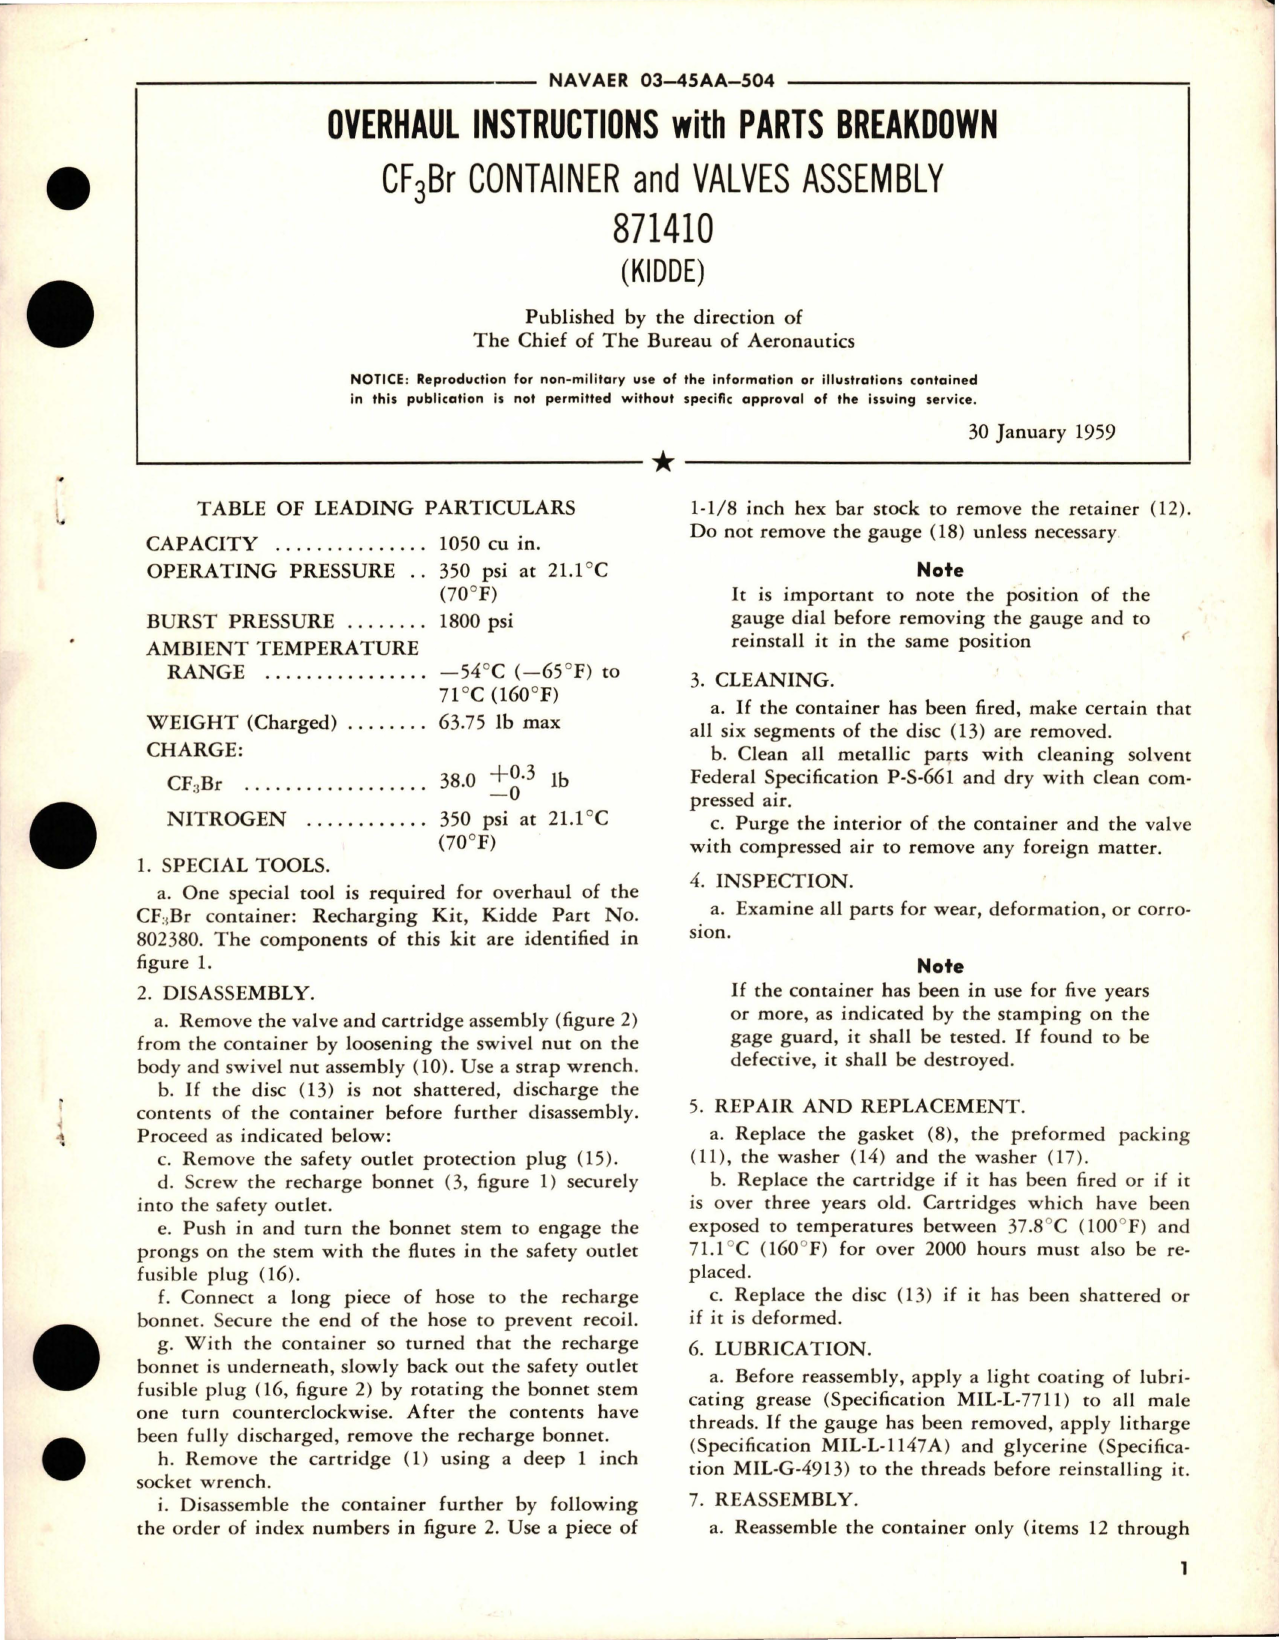 NAVAER 03—45AA—504
OVERHAUL INSTRUCTIONS with PARTS BREAKDOWN
CF₃Br CONTAINER and VALVES ASSEMBLY
871410
(KIDDE)
Published by the direction of
The Chief of The Bureau of Aeronautics
NOTICE: Reproduction for non-military use of the information or illustrations contained
in this publication is not permitted without specific approval of the issuing service.
30 January 1959
TABLE OF LEADING PARTICULARS
CAPACITY ............... 1050 cu in.
OPERATING PRESSURE .. 350 psi at 21.1°C
(70°F)
BURST PRESSURE ........ 1800 psi
AMBIENT TEMPERATURE
RANGE ................ —54°C (—65°F) to
71°C (160°F)
WEIGHT (Charged) ........ 63.75 lb max
CHARGE:
CF₃Br .................. 38.0 +0.3 —0 lb
NITROGEN ............ 350 psi at 21.1°C
(70°F)
1. SPECIAL TOOLS.
a. One special tool is required for overhaul of the
CF₃Br container: Recharging Kit, Kidde Part No.
802380. The components of this kit are identified in
figure 1.
2. DISASSEMBLY.
a. Remove the valve and cartridge assembly (figure 2)
from the container by loosening the swivel nut on the
body and swivel nut assembly (10). Use a strap wrench.
b. If the disc (13) is not shattered, discharge the
contents of the container before further disassembly.
Proceed as indicated below:
c. Remove the safety outlet protection plug (15).
d. Screw the recharge bonnet (3, figure 1) securely
into the safety outlet.
e. Push in and turn the bonnet stem to engage the
prongs on the stem with the flutes in the safety outlet
fusible plug (16).
f. Connect a long piece of hose to the recharge
bonnet. Secure the end of the hose to prevent recoil.
g. With the container so turned that the recharge
bonnet is underneath, slowly back out the safety outlet
fusible plug (16, figure 2) by rotating the bonnet stem
one turn counterclockwise. After the contents have
been fully discharged, remove the recharge bonnet.
h. Remove the cartridge (1) using a deep 1 inch
socket wrench.
i. Disassemble the container further by following
the order of index numbers in figure 2. Use a piece of
1-1/8 inch hex bar stock to remove the retainer (12).
Do not remove the gauge (18) unless necessary
Note
It is important to note the position of the
gauge dial before removing the gauge and to
reinstall it in the same position
3. CLEANING.
a. If the container has been fired, make certain that
all six segments of the disc (13) are removed.
b. Clean all metallic parts with cleaning solvent
Federal Specification P-S-661 and dry with clean com-
pressed air.
c. Purge the interior of the container and the valve
with compressed air to remove any foreign matter.
4. INSPECTION.
a. Examine all parts for wear, deformation, or corro-
sion.
Note
If the container has been in use for five years
or more, as indicated by the stamping on the
gage guard, it shall be tested. If found to be
defective, it shall be destroyed.
5. REPAIR AND REPLACEMENT.
a. Replace the gasket (8), the preformed packing
(11), the washer (14) and the washer (17).
b. Replace the cartridge if it has been fired or if it
is over three years old. Cartridges which have been
exposed to temperatures between 37.8°C (100°F) and
71.1°C (160°F) for over 2000 hours must also be re-
placed.
c. Replace the disc (13) if it has been shattered or
if it is deformed.
6. LUBRICATION.
a. Before reassembly, apply a light coating of lubri-
cating grease (Specification MIL-L-7711) to all male
threads. If the gauge has been removed, apply litharge
(Specification MIL-L-1147A) and glycerine (Specifica-
tion MIL-G-4913) to the threads before reinstalling it.
7. REASSEMBLY.
a. Reassemble the container only (items 12 through
1